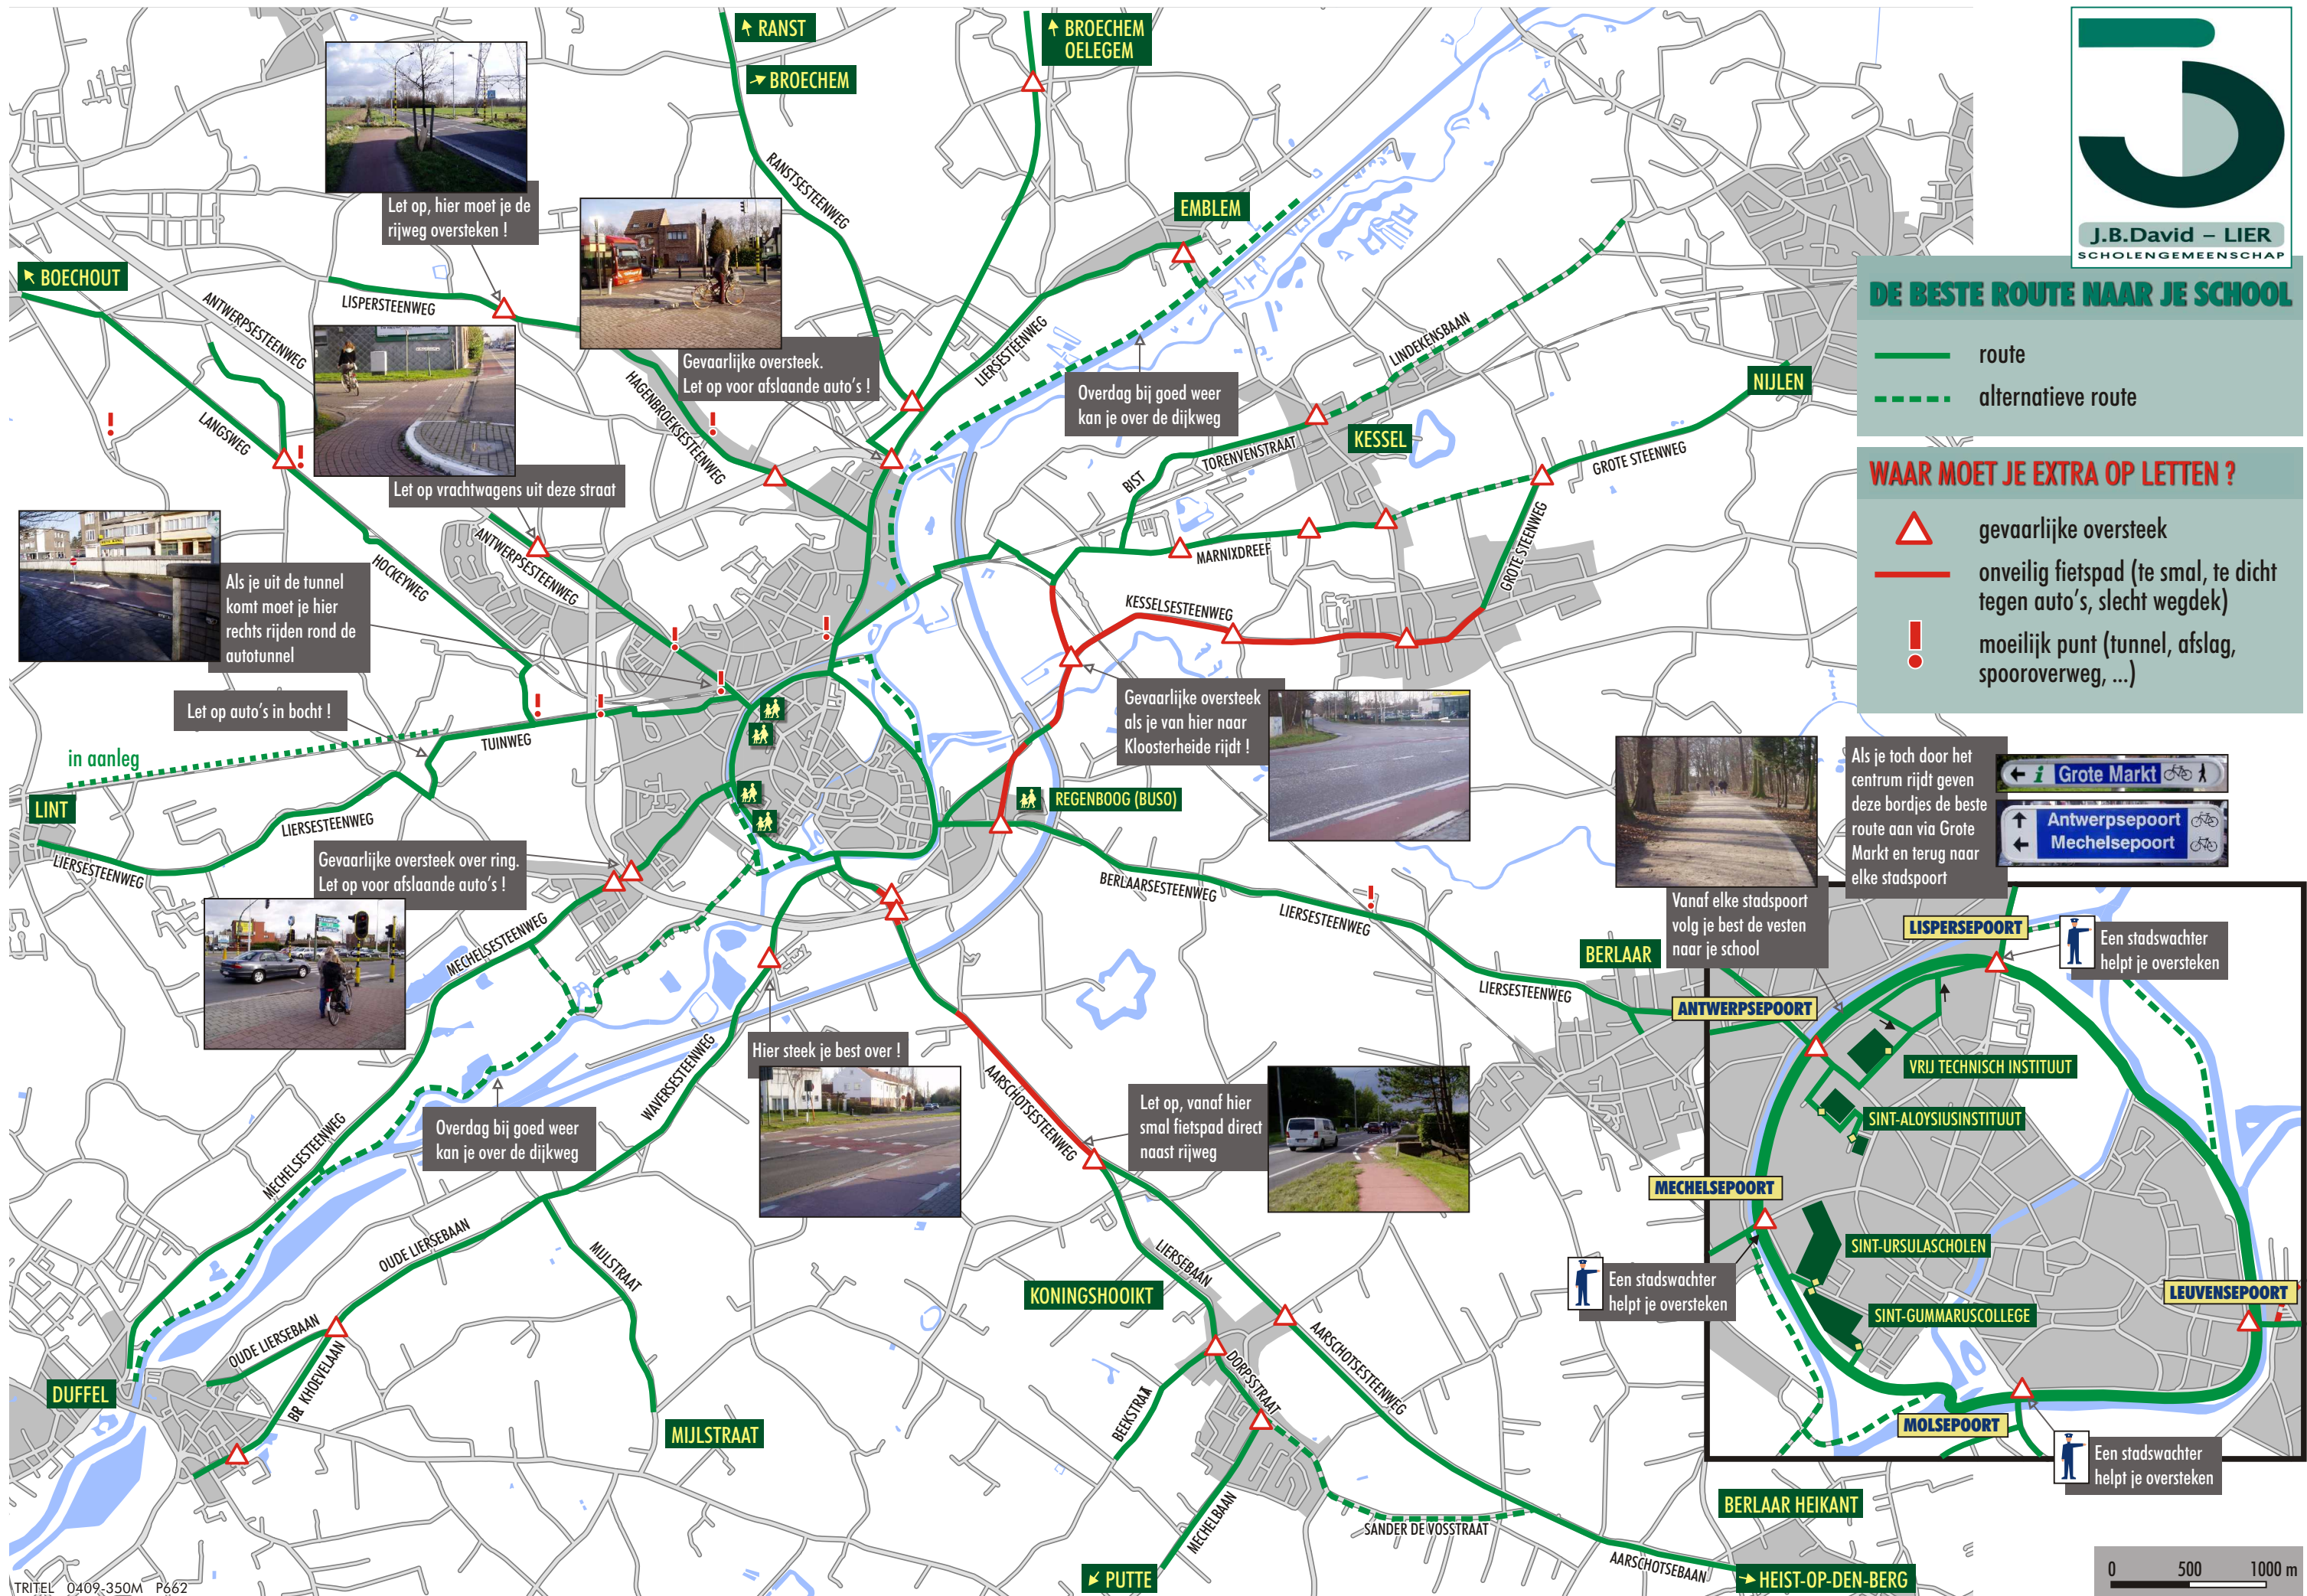 RANST
BROECHEM
BROECHEM
OELEGEM
J.B.David – LIER
SCHOLENGEMEENSCHAP
DE BESTE ROUTE NAAR JE SCHOOL
route
alternatieve route
WAAR MOET JE EXTRA OP LETTEN ?
gevaarlijke oversteek
onveilig fietspad (te smal, te dicht
tegen auto's, slecht wegdek)
moeilijk punt (tunnel, afslag,
spooroverweg, ...)
Let op, hier moet je de
rijweg oversteken !
RANSTSESTEENWEG
EMBLEM
BOECHOUT
ANTWERPSESTEENWEG
LISPERSTEENWEG
Gevaarlijke oversteek.
Let op voor afslaande auto's !
HAGENBROEKSESTEENWEG
LIERSESTEENWEG
Overdag bij goed weer
kan je over de dijkweg
LINDEKENSBAAN
NIJLEN
KESSEL
LANGSWEG
TORENVENSTRAAT
BIST
GROTE STEENWEG
Let op vrachtwagens uit deze straat
ANTWERPSESTEENWEG
HOCKEYWEG
MARNIXDREEF
GROTE STEENWEG
Als je uit de tunnel
komt moet je hier
rechts rijden rond de
autotunnel
KESSELSESTEENWEG
Let op auto's in bocht !
in aanleg
TUINWEG
LINT
LIERSESTEENWEG
LIERSESTEENWEG
Gevaarlijke oversteek
als je van hier naar
Kloosterheide rijdt !
REGENBOOG (BUSO)
Gevaarlijke oversteek over ring.
Let op voor afslaande auto's !
MECHELSESTEENWEG
BERLAARSESTEENWEG
LIERSESTEENWEG
LIERSESTEENWEG
BERLAAR
Als je toch door het
centrum rijdt geven
deze bordjes de beste
route aan via Grote
Markt en terug naar
elke stadspoort
i Grote Markt
Antwerpsepoort
Mechelsepoort
Vanaf elke stadspoort
volg je best de vesten
naar je school
LISPERSEPOORT
Een stadswachter
helpt je oversteken
ANTWERPSEPOORT
VRIJ TECHNISCH INSTITUUT
SINT-ALOYSIUSINSTITUUT
MECHELSEPOORT
SINT-URSULASCHOLEN
Een stadswachter
helpt je oversteken
LEUVENSEPOORT
SINT-GUMMARUSCOLLEGE
MOLSEPOORT
Een stadswachter
helpt je oversteken
Hier steek je best over !
WAVERSESTEENWEG
AARSCHOTSESTEENWEG
Let op, vanaf hier
smal fietspad direct
naast rijweg
Overdag bij goed weer
kan je over de dijkweg
MECHELSESTEENWEG
OUDE LIERSEBAAN
MIJLSTRAAT
LIERSEBAAN
KONINGSHOOIKT
OUDE LIERSEBAAN
AARSCHOTSESTEENWEG
DORPSSTRAAT
BEEKSTRAAT
DUFFEL
KHOEVELAAN
MIJLSTRAAT
MECHELBAAN
SANDER DE VOSSTRAAT
BERLAAR HEIKANT
AARSCHOTSEBAAN
PUTTE
HEIST-OP-DEN-BERG
0 500 1000 m
TRITEL 0409-350M P662